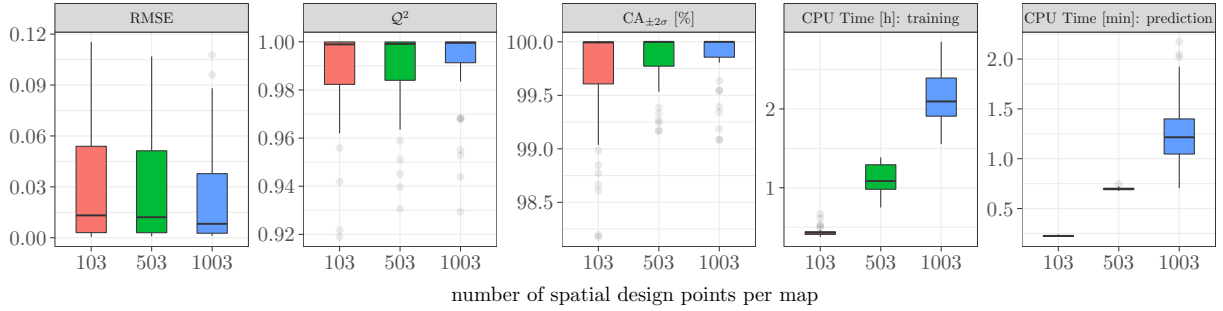 RMSE
𝒬²
CA±2σ [%]
CPU Time [h]: training
CPU Time [min]: prediction
0.12
0.09
0.06
0.03
0.00
1.00
0.98
0.96
0.94
0.92
100.0
99.5
99.0
98.5
2
1
2.0
1.5
1.0
0.5
103 503 1003
103 503 1003
103 503 1003
103 503 1003
103 503 1003
number of spatial design points per map